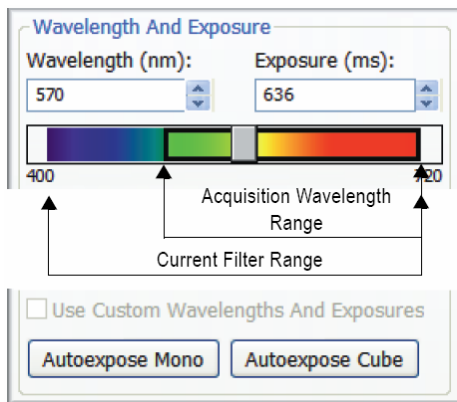 Wavelength And Exposure
Wavelength (nm): Exposure (ms):
570 636
400 720
Acquisition Wavelength
Range
Current Filter Range
Use Custom Wavelengths And Exposures
Autoexpose Mono Autoexpose Cube